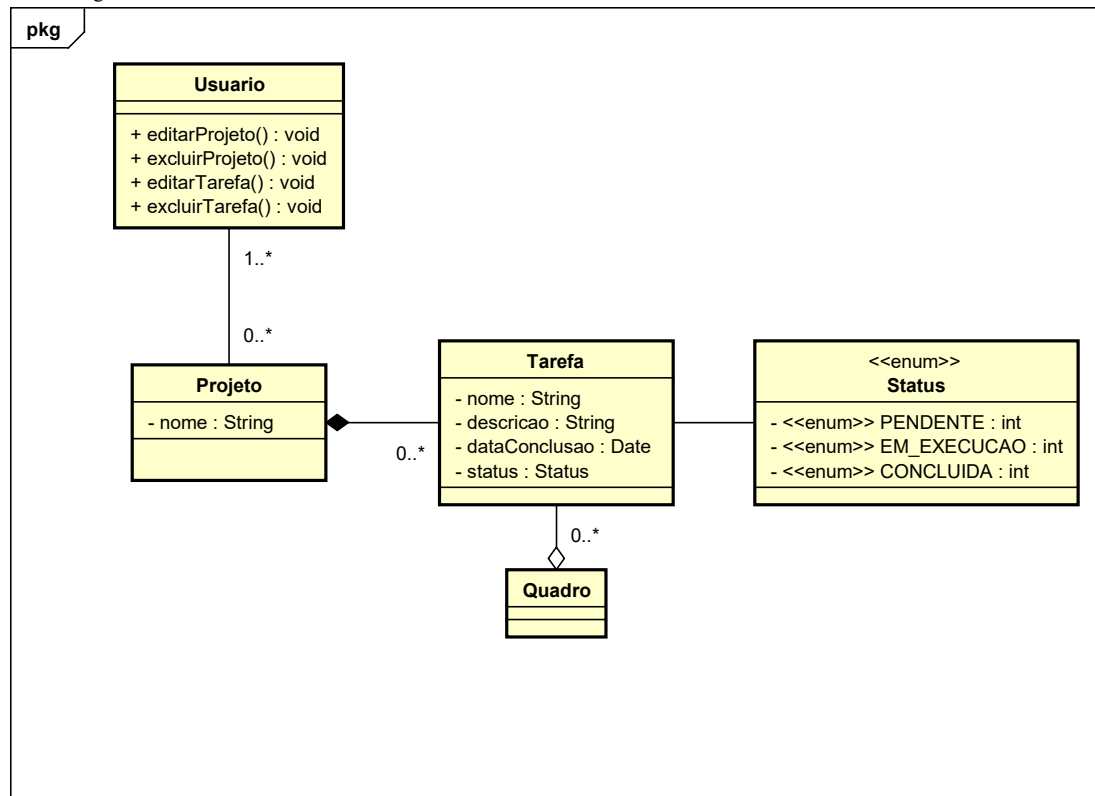 pkg
Usuario
+ editarProjeto() : void
+ excluirProjeto() : void
+ editarTarefa() : void
+ excluirTarefa() : void
1..*
0..*
Projeto
- nome : String
0..*
Tarefa
- nome : String
- descricao : String
- dataConclusao : Date
- status : Status
<<enum>>
Status
- <<enum>> PENDENTE : int
- <<enum>> EM_EXECUCAO : int
- <<enum>> CONCLUIDA : int
0..*
Quadro